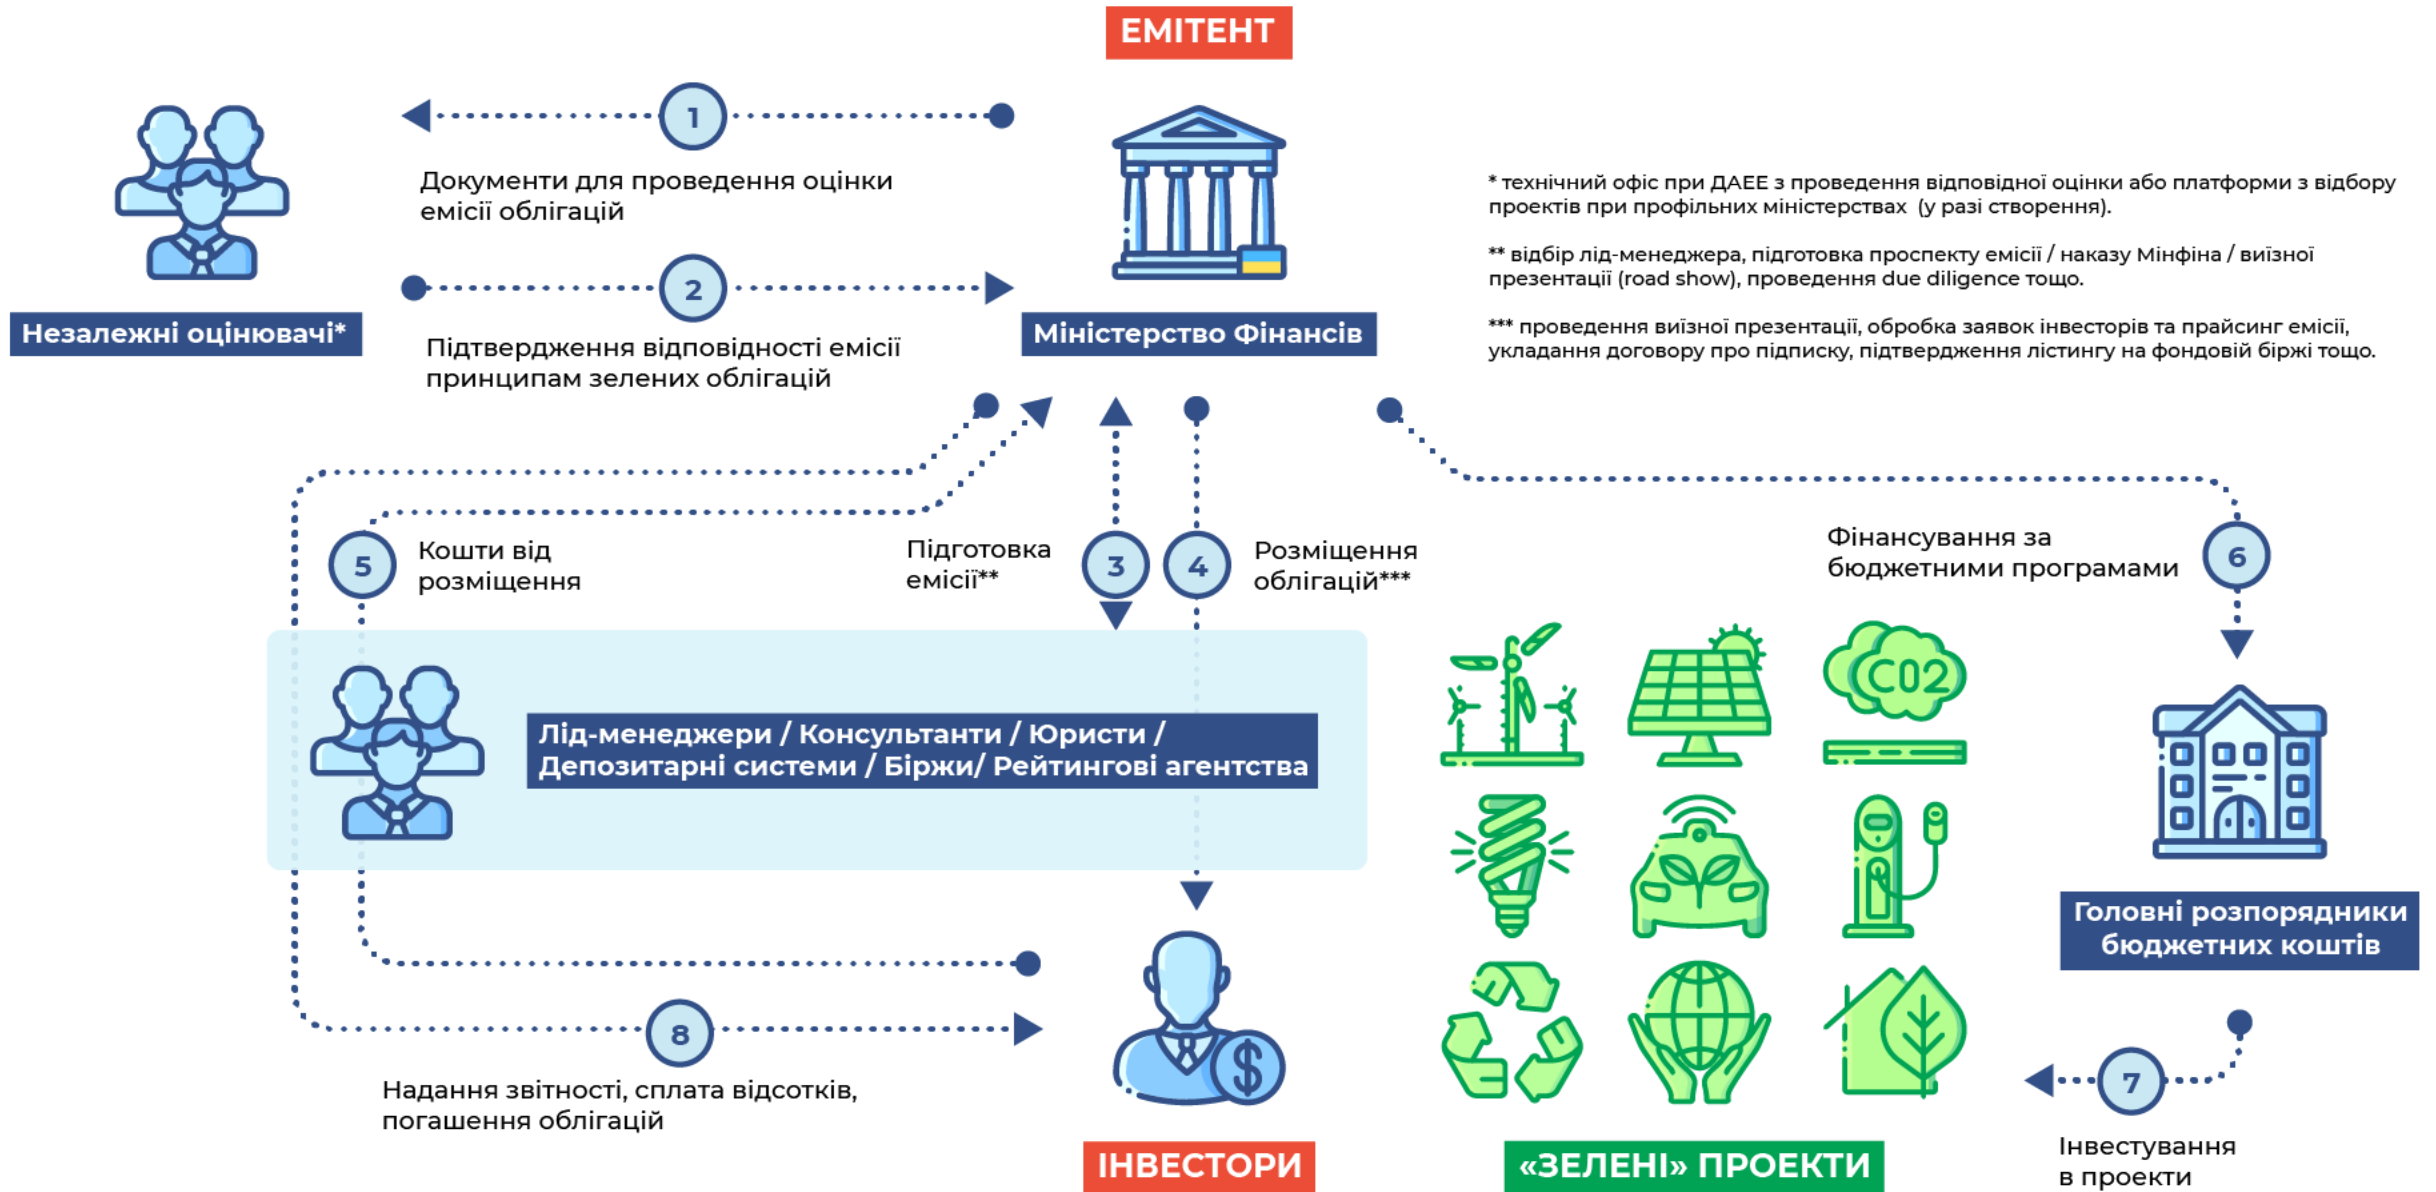 ЕМІТЕНТ
1
Документи для проведення оцінки
емісії облігацій
2
Підтвердження відповідності емісії
принципам зелених облігацій
Незалежні оцінювачі*
Міністерство Фінансів
* технічний офіс при ДАЕЕ з проведення відповідної оцінки або платформи з відбору
проектів при профільних міністерствах (у разі створення).
** відбір лід-менеджера, підготовка проспекту емісії / наказу Мінфіна / виїзної
презентації (road show), проведення due diligence тощо.
*** проведення виїзної презентації, обробка заявок інвесторів та прайсинг емісії,
укладання договору про підписку, підтвердження лістингу на фондовій біржі тощо.
5
Кошти від
розміщення
Підготовка
емісії**
3
4
Розміщення
облігацій***
Фінансування за
бюджетними програмами
6
Лід-менеджери / Консультанти / Юристи /
Депозитарні системи / Біржи/ Рейтингові агентства
CO2
Головні розпорядники
бюджетних коштів
8
Надання звітності, сплата відсотків,
погашення облігацій
$
7
Інвестування
в проекти
ІНВЕСТОРИ
«ЗЕЛЕНІ» ПРОЕКТИ